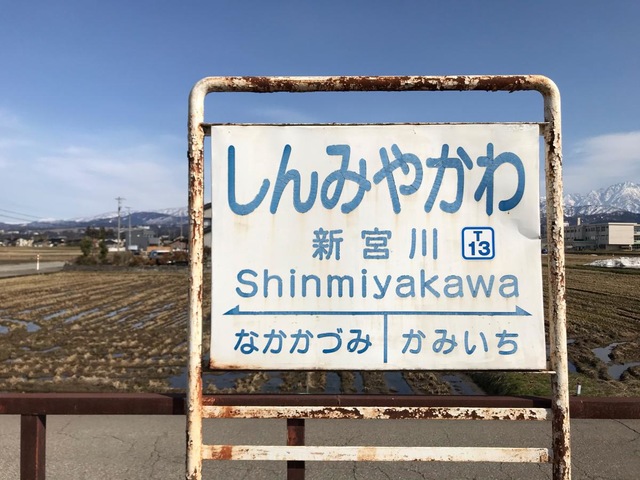 しんみやかわ
新宮川 T 13
Shinmiyakawa
なかかづみ かみいち